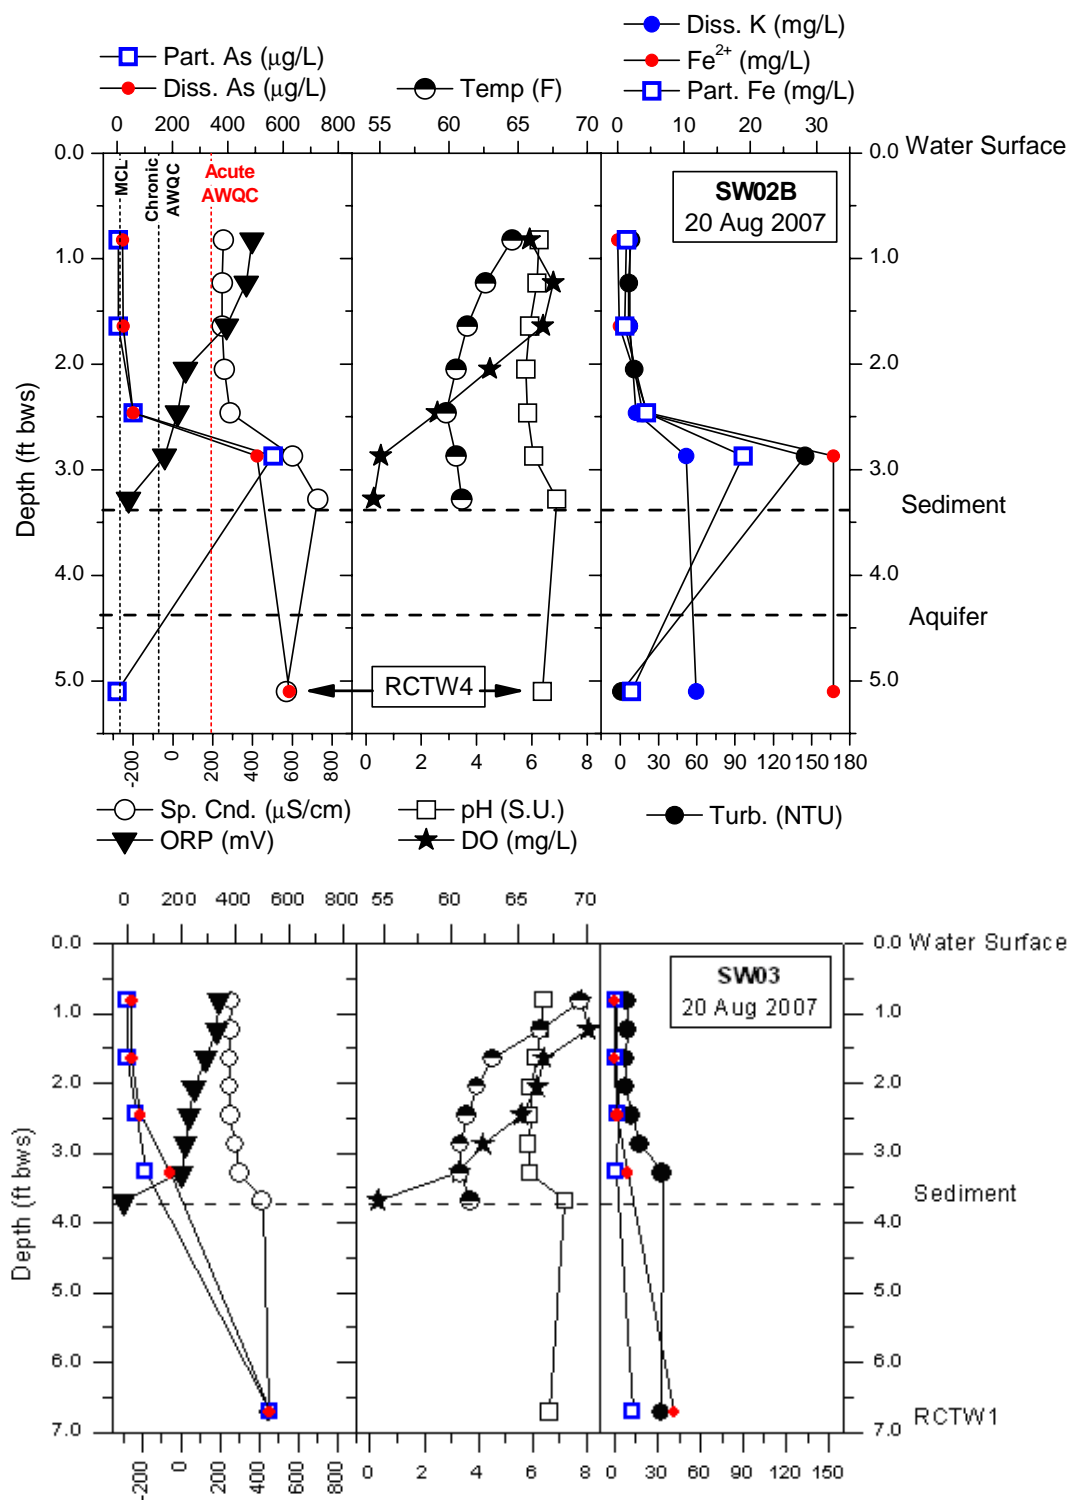 Diss. K (mg/L)
Part. As (μg/L)
Fe2+ (mg/L)
Diss. As (μg/L)
Temp (F)
Part. Fe (mg/L)
0 200 400 600 800
55 60 65 70
0 10 20 30
0.0
0.0
Water Surface
MCL
Chronic AWQC
Acute AWQC
SW02B
20 Aug 2007
1.0
1.0
2.0
2.0
Depth (ft bws)
3.0
3.0
Sediment
4.0
4.0
Aquifer
5.0
RCTW4
5.0
-200 0 200 400 600 800
0 2 4 6 8
0 30 60 90 120 150 180
Sp. Cnd. (μS/cm)
pH (S.U.)
Turb. (NTU)
ORP (mV)
DO (mg/L)
0 200 400 600 800
55 60 65 70
0.0
0.0
Water Surface
SW03
20 Aug 2007
1.0
1.0
2.0
2.0
3.0
3.0
Sediment
Depth (ft bws)
4.0
4.0
5.0
5.0
6.0
6.0
7.0
7.0
RCTW1
-200 0 200 400 600 800
0 2 4 6 8
0 30 60 90 120 150